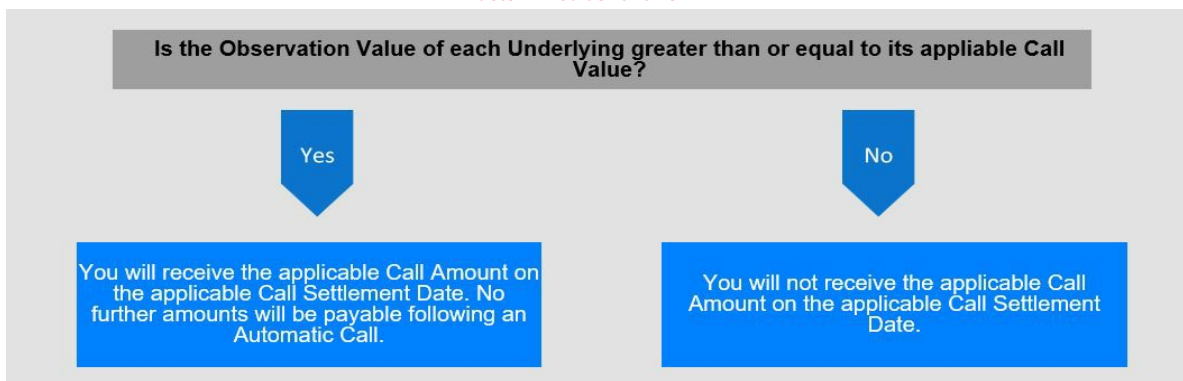 Is the Observation Value of each Underlying greater than or equal to its appliable Call
Value?
Yes
No
You will receive the applicable Call Amount on
the applicable Call Settlement Date. No
further amounts will be payable following an
Automatic Call.
You will not receive the applicable Call
Amount on the applicable Call Settlement
Date.